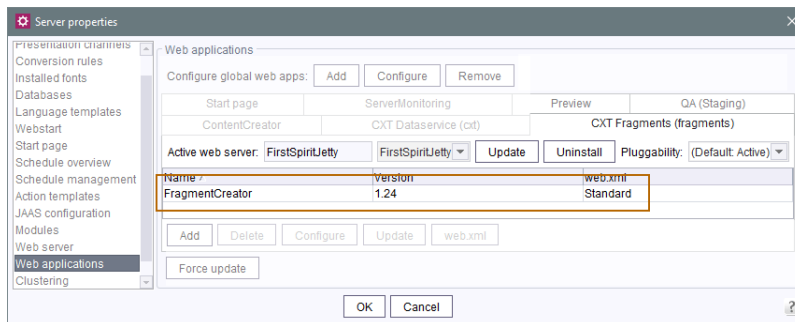 Server properties
Presentation channels
Conversion rules
Installed fonts
Databases
Language templates
Webstart
Start page
Schedule overview
Schedule management
Action templates
JAAS configuration
Modules
Web server
Web applications
Clustering
Web applications
Configure global web apps: Add Configure Remove
Start page ServerMonitoring Preview QA (Staging)
ContentCreator CXT Dataservice (cxt) CXT Fragments (fragments)
Active web server: FirstSpiritJetty FirstSpiritJetty Update Uninstall Pluggability: (Default: Active)
Name Version web.xml
FragmentCreator 1.24 Standard
Add Delete Configure Update web.xml
Force update
OK Cancel
?